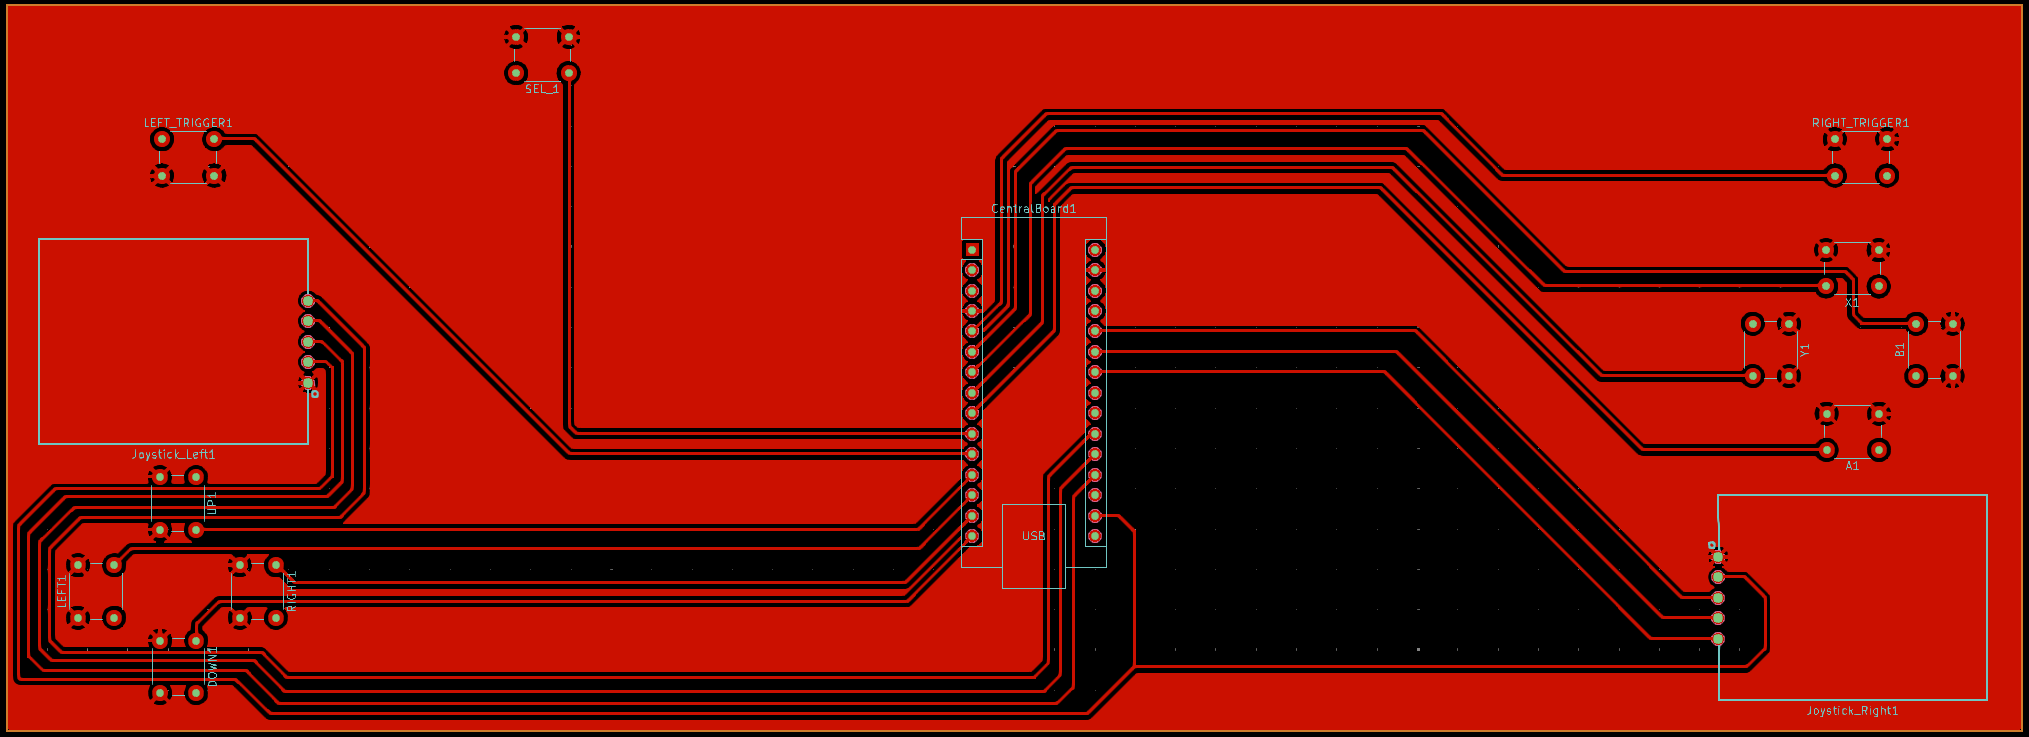 SEL_1
LEFT_TRIGGER1
RIGHT_TRIGGER1
CentralBoard1
X1
Y1
B1
Joystick_Left1
A1
UP1
USB
LEFT1
RIGHT1
DOWN1
Joystick_Right1